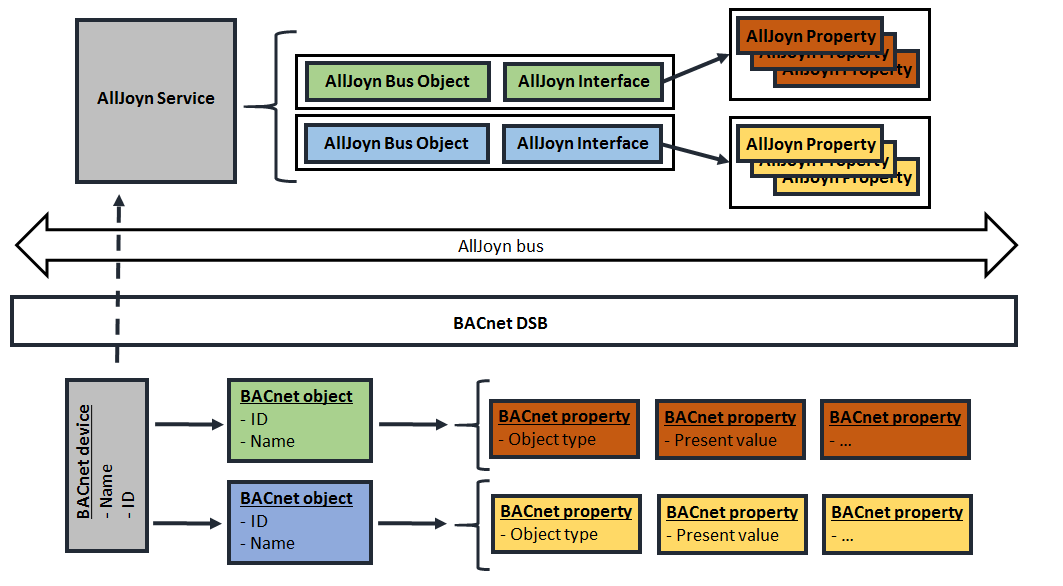 AllJoyn Service
AllJoyn Bus Object
AllJoyn Interface
AllJoyn Property
AllJoyn Property
AllJoyn Property
AllJoyn Bus Object
AllJoyn Interface
AllJoyn Property
AllJoyn Property
AllJoyn Property
AllJoyn bus
BACnet DSB
BACnet device
- Name
- ID
BACnet object
- ID
- Name
BACnet property
- Object type
BACnet property
- Present value
BACnet property
- ...
BACnet object
- ID
- Name
BACnet property
- Object type
BACnet property
- Present value
BACnet property
- ...